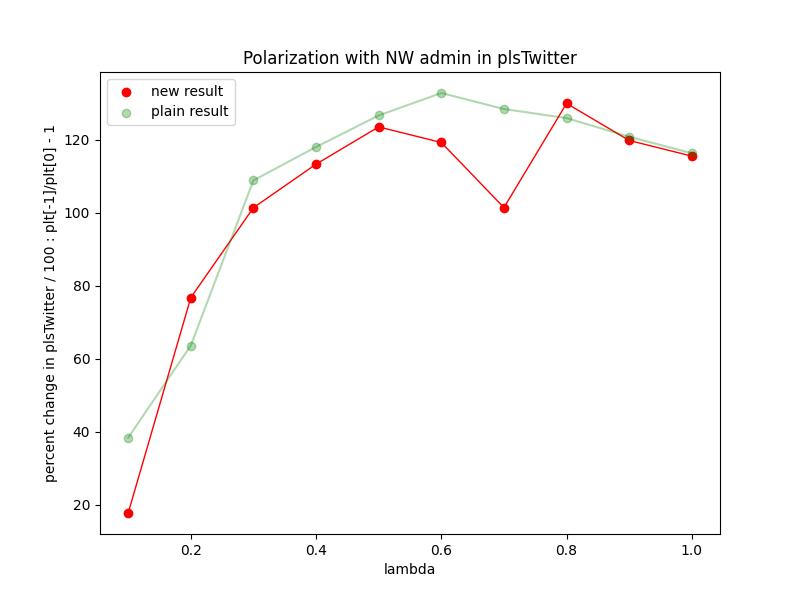 Polarization with NW admin in plsTwitter
new result
plain result
percent change in plsTwitter / 100 : plt[-1]/plt[0] - 1
120
100
80
60
40
20
0.2 0.4 0.6 0.8 1.0
lambda